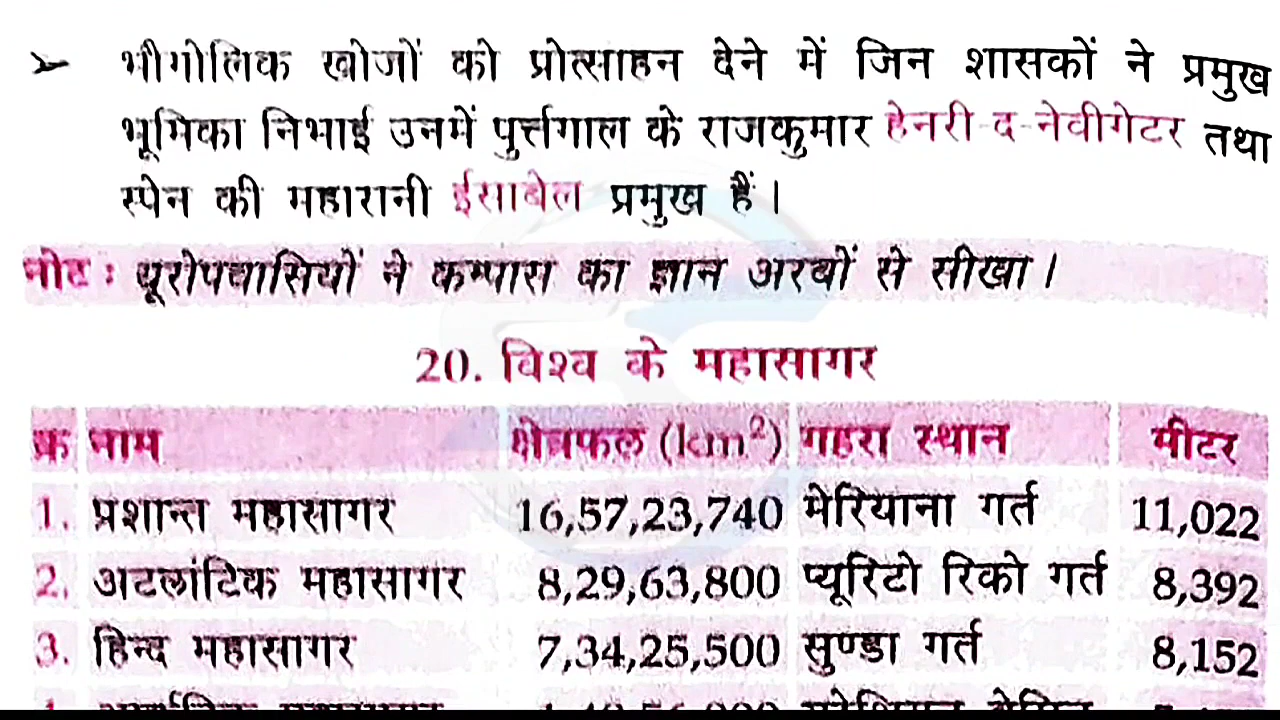 ➢ भौगोलिक खोजों को प्रोत्साहन देने में जिन शासकों ने प्रमुख
भूमिका निभाई उनमें पुर्त्तगाल के राजकुमार हेनरी-द-नेवीगेटर तथा
स्पेन की महारानी ईसाबेल प्रमुख हैं।
नोट : यूरोपवासियों ने कम्पास का ज्ञान अरबों से सीखा।
20. विश्व के महासागर
क्र नाम क्षेत्रफल (km²) गहरा स्थान मीटर
1. प्रशान्त महासागर 16,57,23,740 मेरियाना गर्त 11,022
2. अटलांटिक महासागर 8,29,63,800 प्यूरिटो रिको गर्त 8,392
3. हिन्द महासागर 7,34,25,500 सुण्डा गर्त 8,152